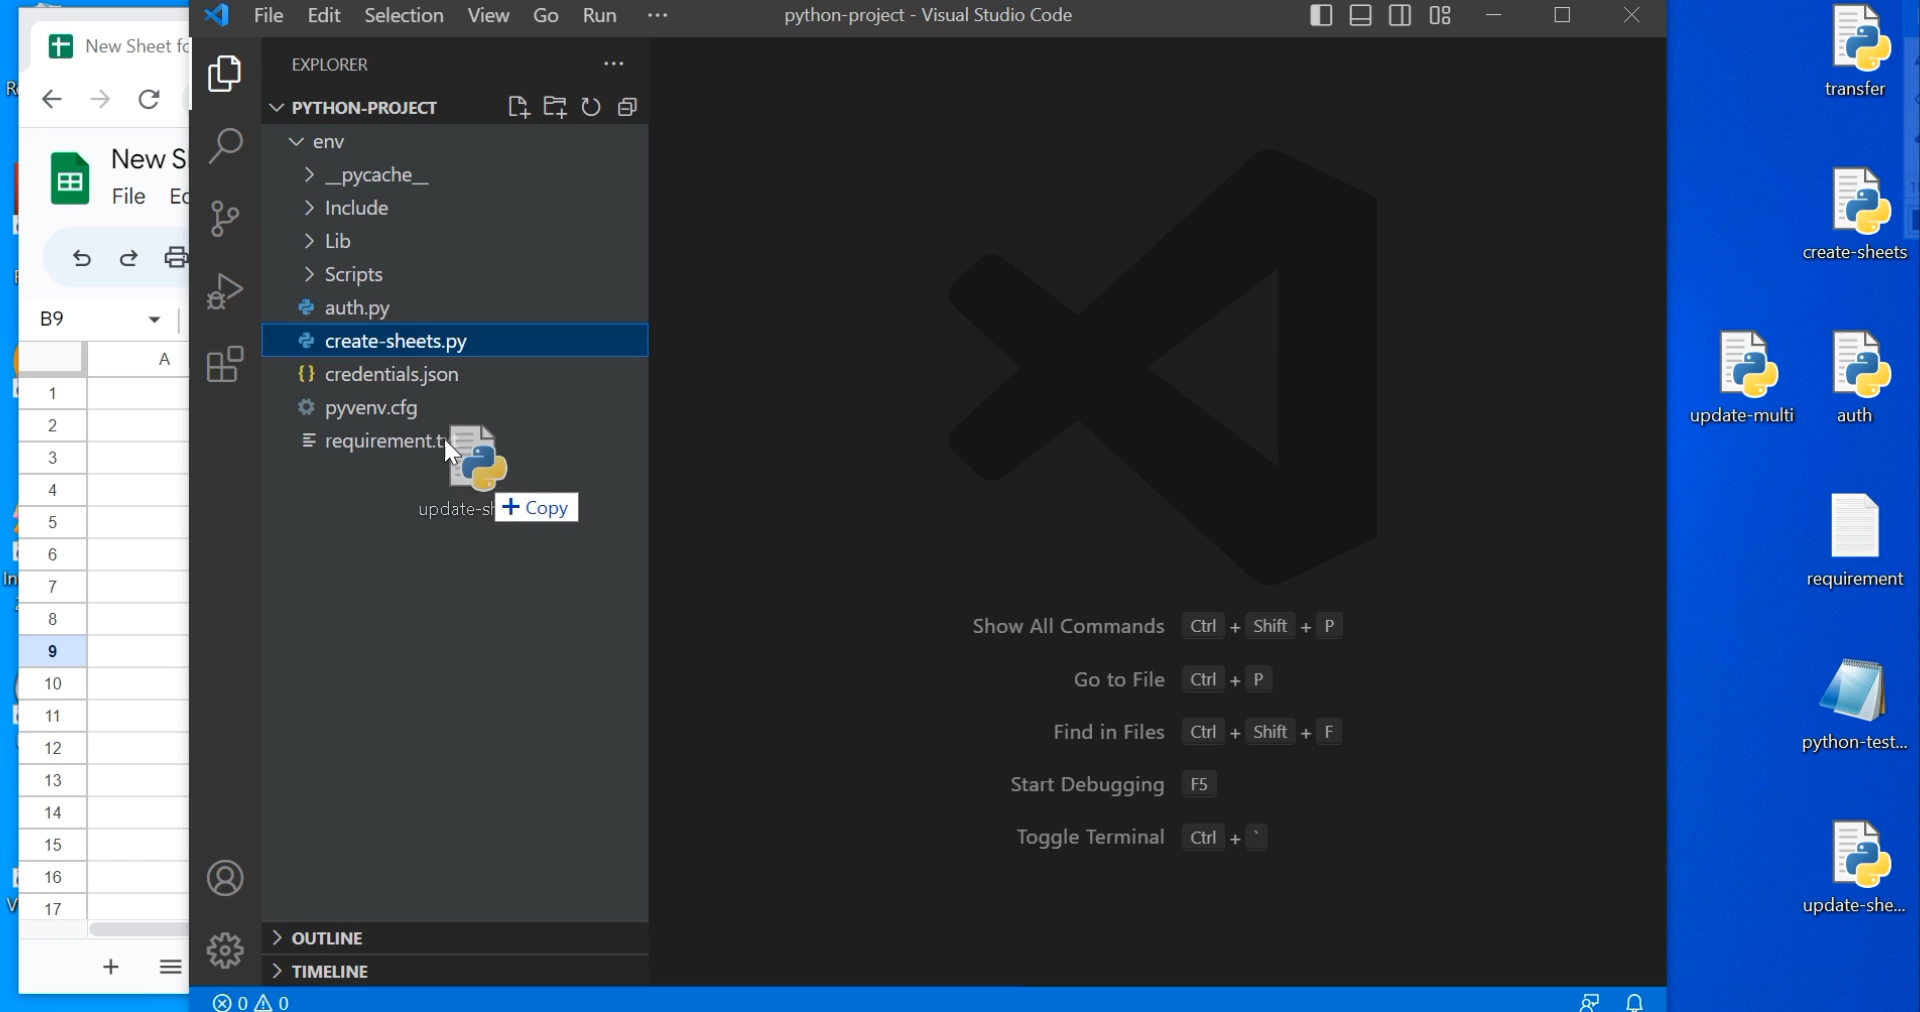 New Sheet fo
New S
File Ed
B9
A
1
2
3
4
5
6
7
8
9
10
11
12
13
14
15
16
17
File Edit Selection View Go Run ···
python-project - Visual Studio Code
EXPLORER
PYTHON-PROJECT
env
__pycache__
Include
Lib
Scripts
auth.py
create-sheets.py
credentials.json
pyvenv.cfg
requirement.t
update-sh
+ Copy
OUTLINE
TIMELINE
0 0
Show All Commands Ctrl + Shift + P
Go to File Ctrl + P
Find in Files Ctrl + Shift + F
Start Debugging F5
Toggle Terminal Ctrl + `
transfer
create-sheets
update-multi
auth
requirement
python-test...
update-she...